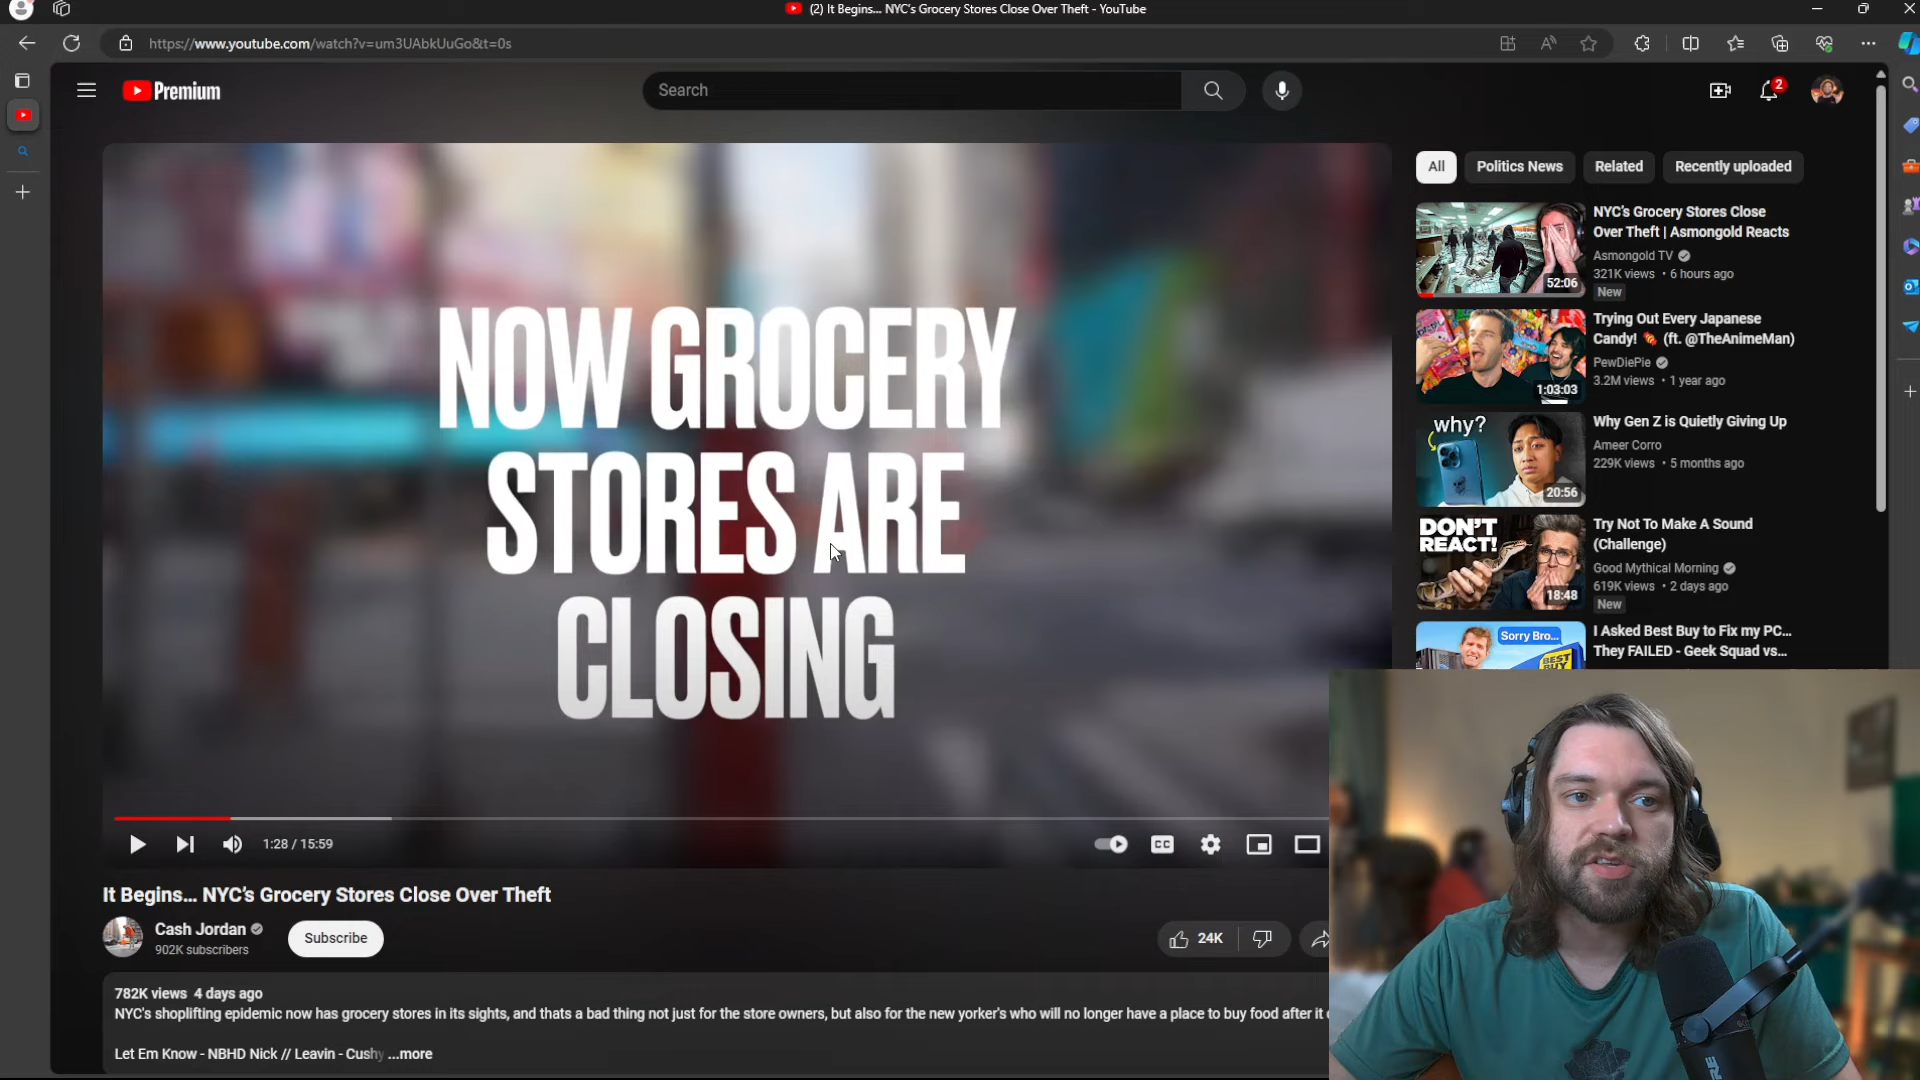 (2) It Begins... NYC's Grocery Stores Close Over Theft - YouTube
https://www.youtube.com/watch?v=um3UAbkUuGo&t=0s
Premium
Search
2
NOW GROCERY
STORES ARE
CLOSING
1:28 / 15:59
CC
It Begins... NYC's Grocery Stores Close Over Theft
Cash Jordan
902K subscribers
Subscribe
24K
782K views 4 days ago
NYC's shoplifting epidemic now has grocery stores in its sights, and thats a bad thing not just for the store owners, but also for the new yorker's who will no longer have a place to buy food after it
Let Em Know - NBHD Nick // Leavin - Cushy ...more
All
Politics News
Related
Recently uploaded
52:06
NYC's Grocery Stores Close
Over Theft | Asmongold Reacts
Asmongold TV
321K views • 6 hours ago
New
1:03:03
Trying Out Every Japanese
Candy! 🍬 (ft. @TheAnimeMan)
PewDiePie
3.2M views • 1 year ago
why?
20:56
Why Gen Z is Quietly Giving Up
Ameer Corro
229K views • 5 months ago
DON'T
REACT!
18:48
Try Not To Make A Sound
(Challenge)
Good Mythical Morning
619K views • 2 days ago
New
Sorry Bro...
BEST
BUY
I Asked Best Buy to Fix my PC...
They FAILED - Geek Squad vs...